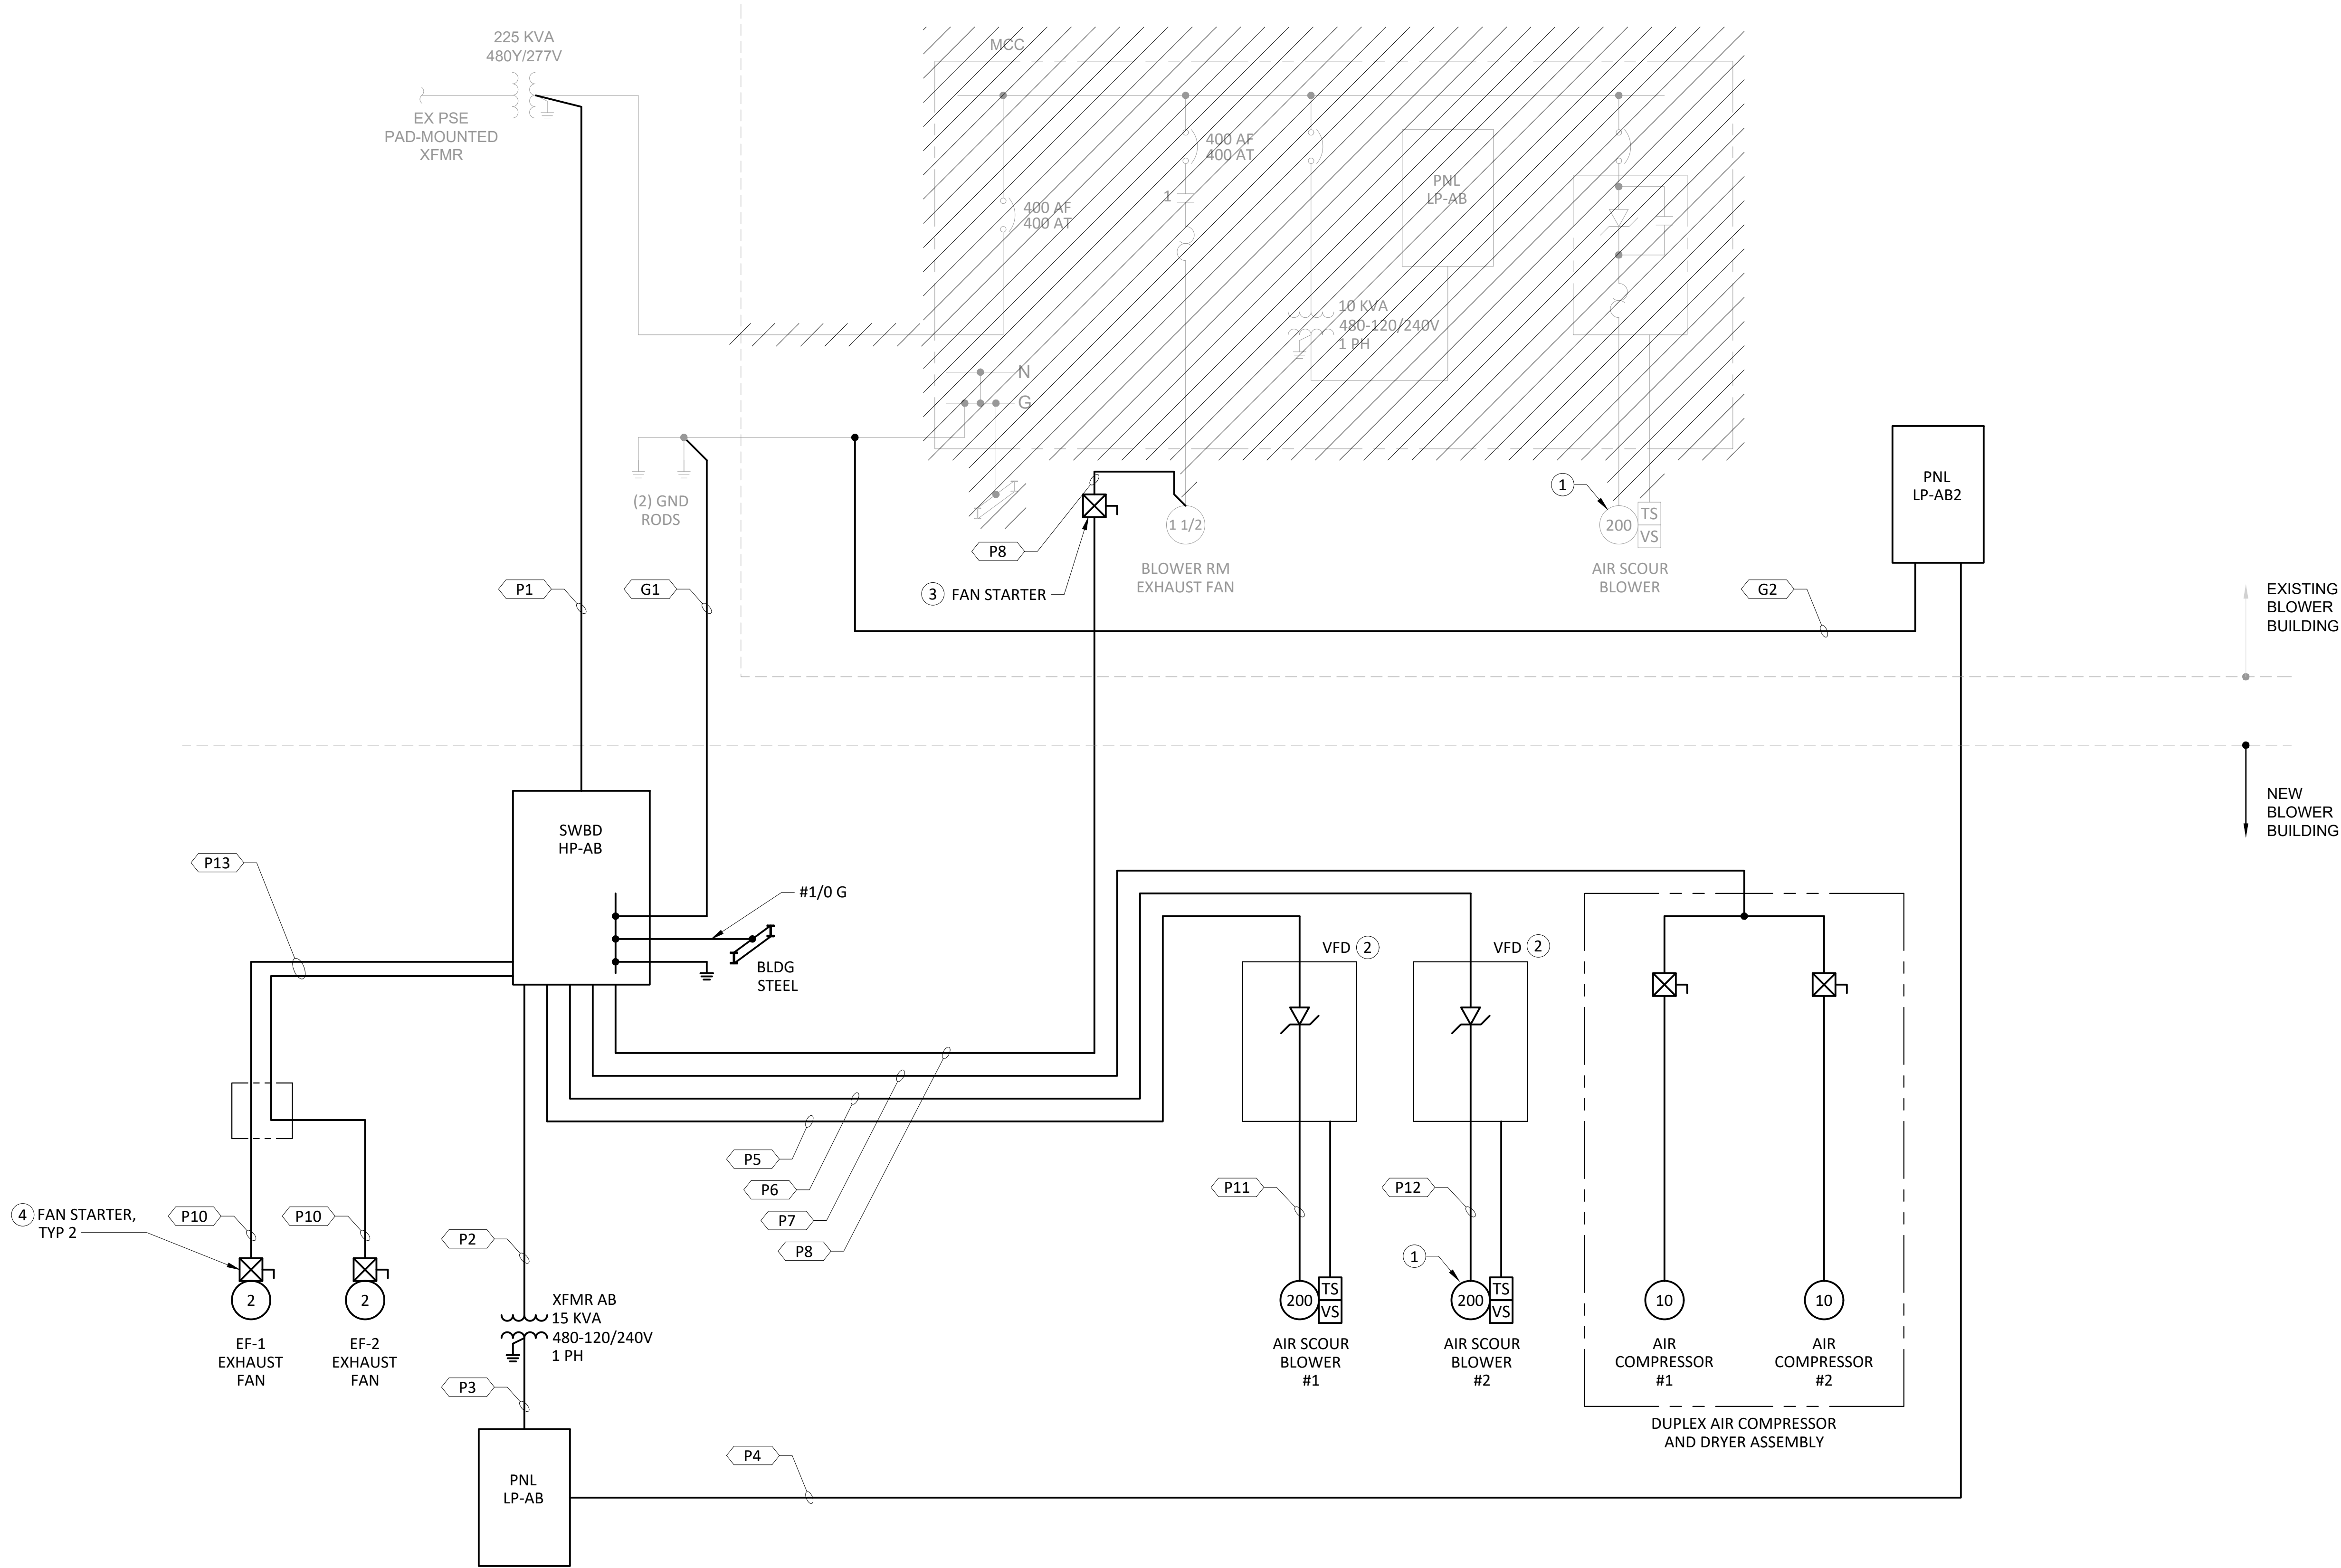 225 KVA
480Y/277V
EX PSE
PAD-MOUNTED
XFMR
MCC
400 AF
400 AT
400 AF
400 AT
1
PNL
LP-AB
10 KVA
480-120/240V
1 PH
N
G
(2) GND
RODS
P8
3 FAN STARTER
1 1/2
BLOWER RM
EXHAUST FAN
1
200
TS
VS
AIR SCOUR
BLOWER
PNL
LP-AB2
P1
G1
G2
EXISTING
BLOWER
BUILDING
NEW
BLOWER
BUILDING
SWBD
HP-AB
P13
#1/0 G
BLDG
STEEL
VFD 2
VFD 2
P5
P6
P7
P8
P11
P12
4 FAN STARTER,
TYP 2
P10
P10
P2
1
2
2
EF-1
EXHAUST
FAN
EF-2
EXHAUST
FAN
XFMR AB
15 KVA
480-120/240V
1 PH
P3
200
TS
VS
AIR SCOUR
BLOWER
#1
200
TS
VS
AIR SCOUR
BLOWER
#2
10
AIR
COMPRESSOR
#1
10
AIR
COMPRESSOR
#2
DUPLEX AIR COMPRESSOR
AND DRYER ASSEMBLY
P4
PNL
LP-AB